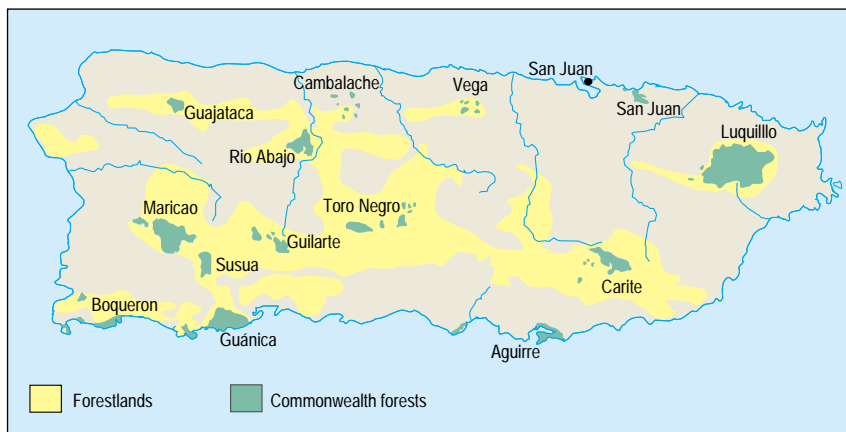 San Juan
Cambalache
Vega
San Juan
Guajataca
Luquilllo
Rio Abajo
Maricao
Toro Negro
Guilarte
Susua
Carite
Boqueron
Guánica
Aguirre
Forestlands
Commonwealth forests